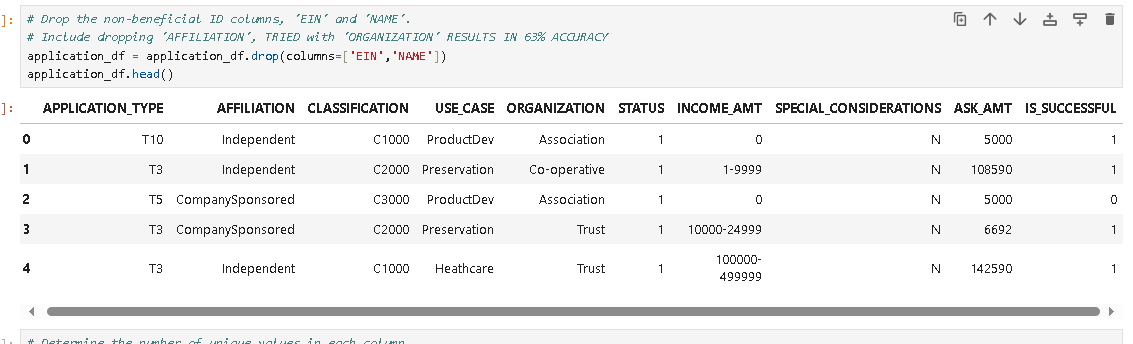 ]: # Drop the non-beneficial ID columns, 'EIN' and 'NAME'.
# Include dropping 'AFFILIATION', TRIED with 'ORGANIZATION' RESULTS IN 63% ACCURACY
application_df = application_df.drop(columns=['EIN','NAME'])
application_df.head()
]: APPLICATION_TYPE AFFILIATION CLASSIFICATION USE_CASE ORGANIZATION STATUS INCOME_AMT SPECIAL_CONSIDERATIONS ASK_AMT IS_SUCCESSFUL
0 T10 Independent C1000 ProductDev Association 1 0 N 5000 1
1 T3 Independent C2000 Preservation Co-operative 1 1-9999 N 108590 1
2 T5 CompanySponsored C3000 ProductDev Association 1 0 N 5000 0
3 T3 CompanySponsored C2000 Preservation Trust 1 10000-24999 N 6692 1
4 T3 Independent C1000 Heathcare Trust 1 100000-499999 N 142590 1
]: # Determine the number of unique values in each column.